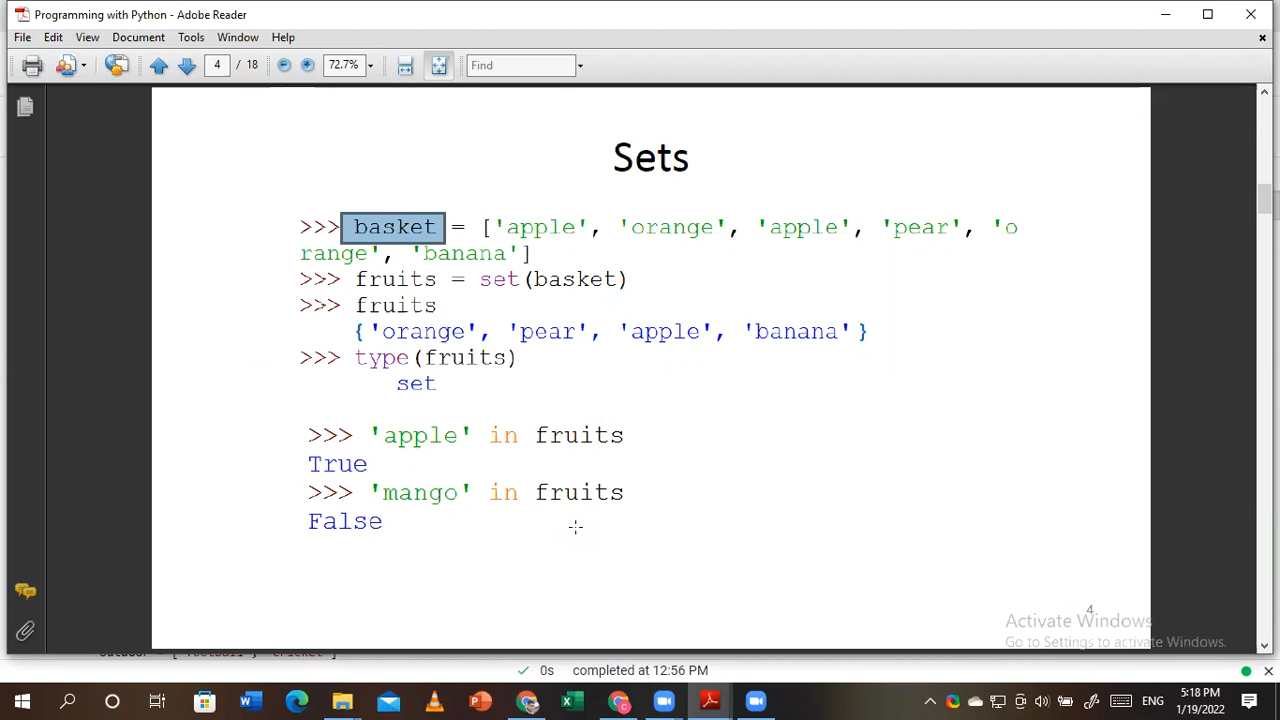 Programming with Python - Adobe Reader
File Edit View Document Tools Window Help
4 / 18 72.7% Find
Sets
>>> basket = ['apple', 'orange', 'apple', 'pear', 'o
range', 'banana']
>>> fruits = set(basket)
>>> fruits
{'orange', 'pear', 'apple', 'banana'}
>>> type(fruits)
set
>>> 'apple' in fruits
True
>>> 'mango' in fruits
False
4
Activate Windows
Go to Settings to activate Windows.
0s completed at 12:56 PM
ENG 5:18 PM
1/19/2022